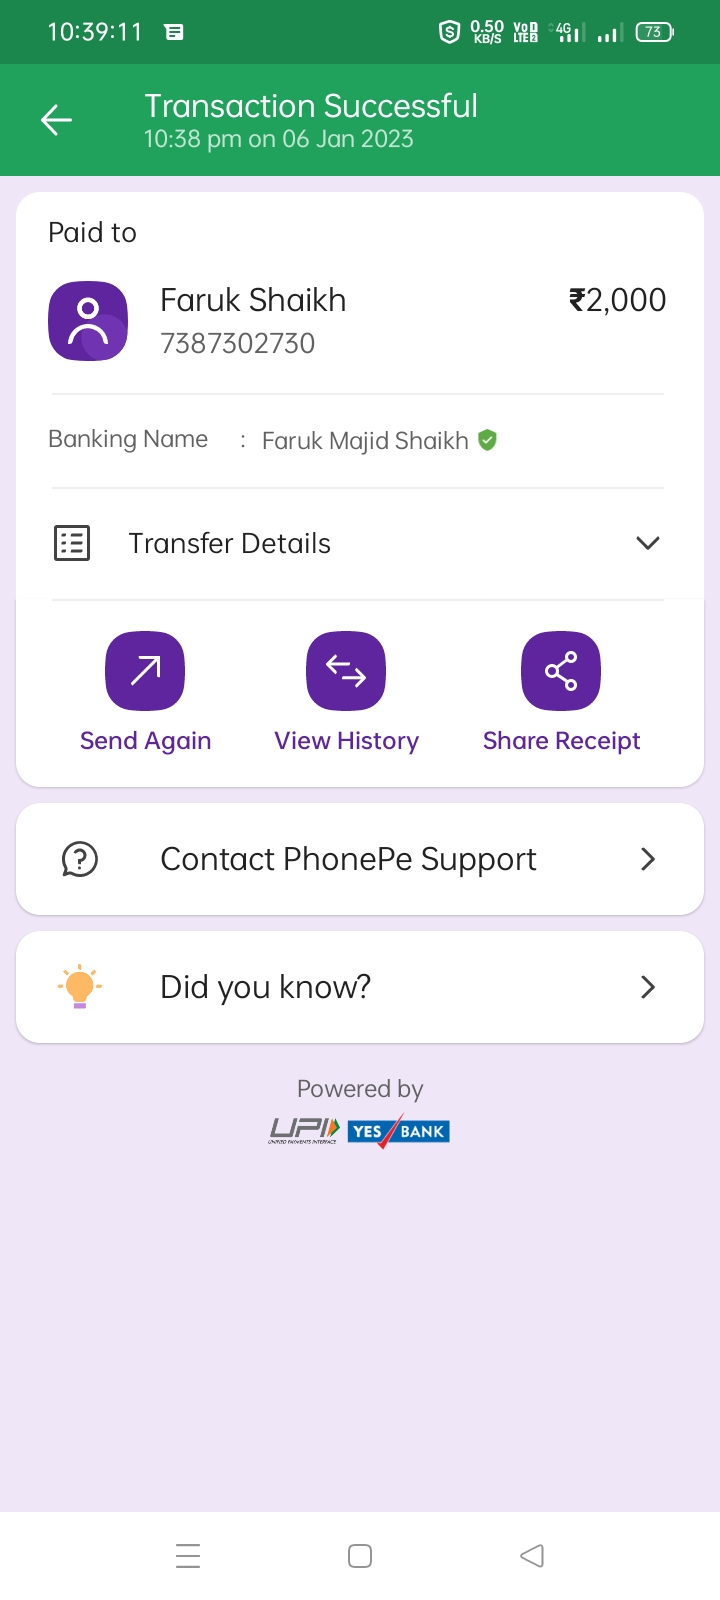 10:39:11 0.50 KB/S VoD LTE2 4G 73
Transaction Successful
10:38 pm on 06 Jan 2023
Paid to
Faruk Shaikh ₹2,000
7387302730
Banking Name : Faruk Majid Shaikh
Transfer Details
Send Again View History Share Receipt
Contact PhonePe Support
Did you know?
Powered by
UPI YES BANK
UNIFIED PAYMENTS INTERFACE